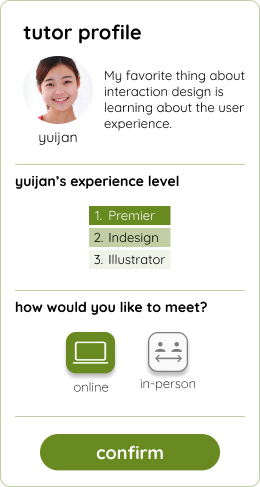 tutor profile
My favorite thing about
interaction design is
learning about the user
experience.
yuijan
yuijan's experience level
1. Premier
2. Indesign
3. Illustrator
how would you like to meet?
online
in-person
confirm